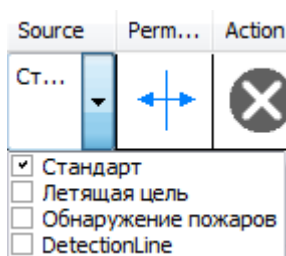 Source Perm... Action
Ст...
Стандарт
Летящая цель
Обнаружение пожаров
DetectionLine